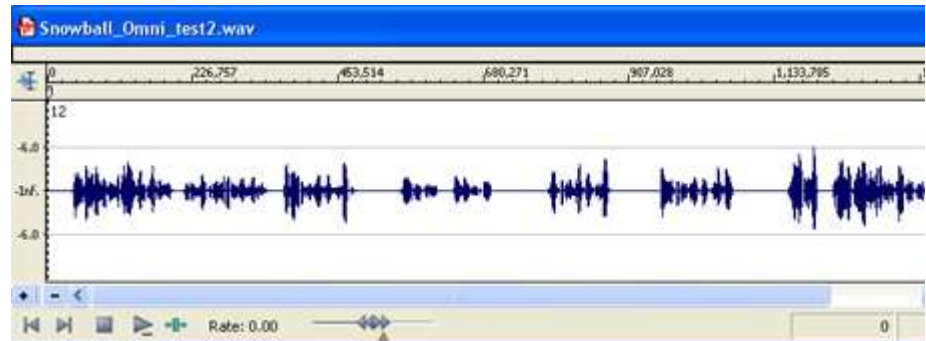 Snowball_Omni_test2.wav
0 226,757 453,514 680,271 907,028 1,133,785
0
12
-6.0
-Inf.
-6.0
Rate: 0.00
0